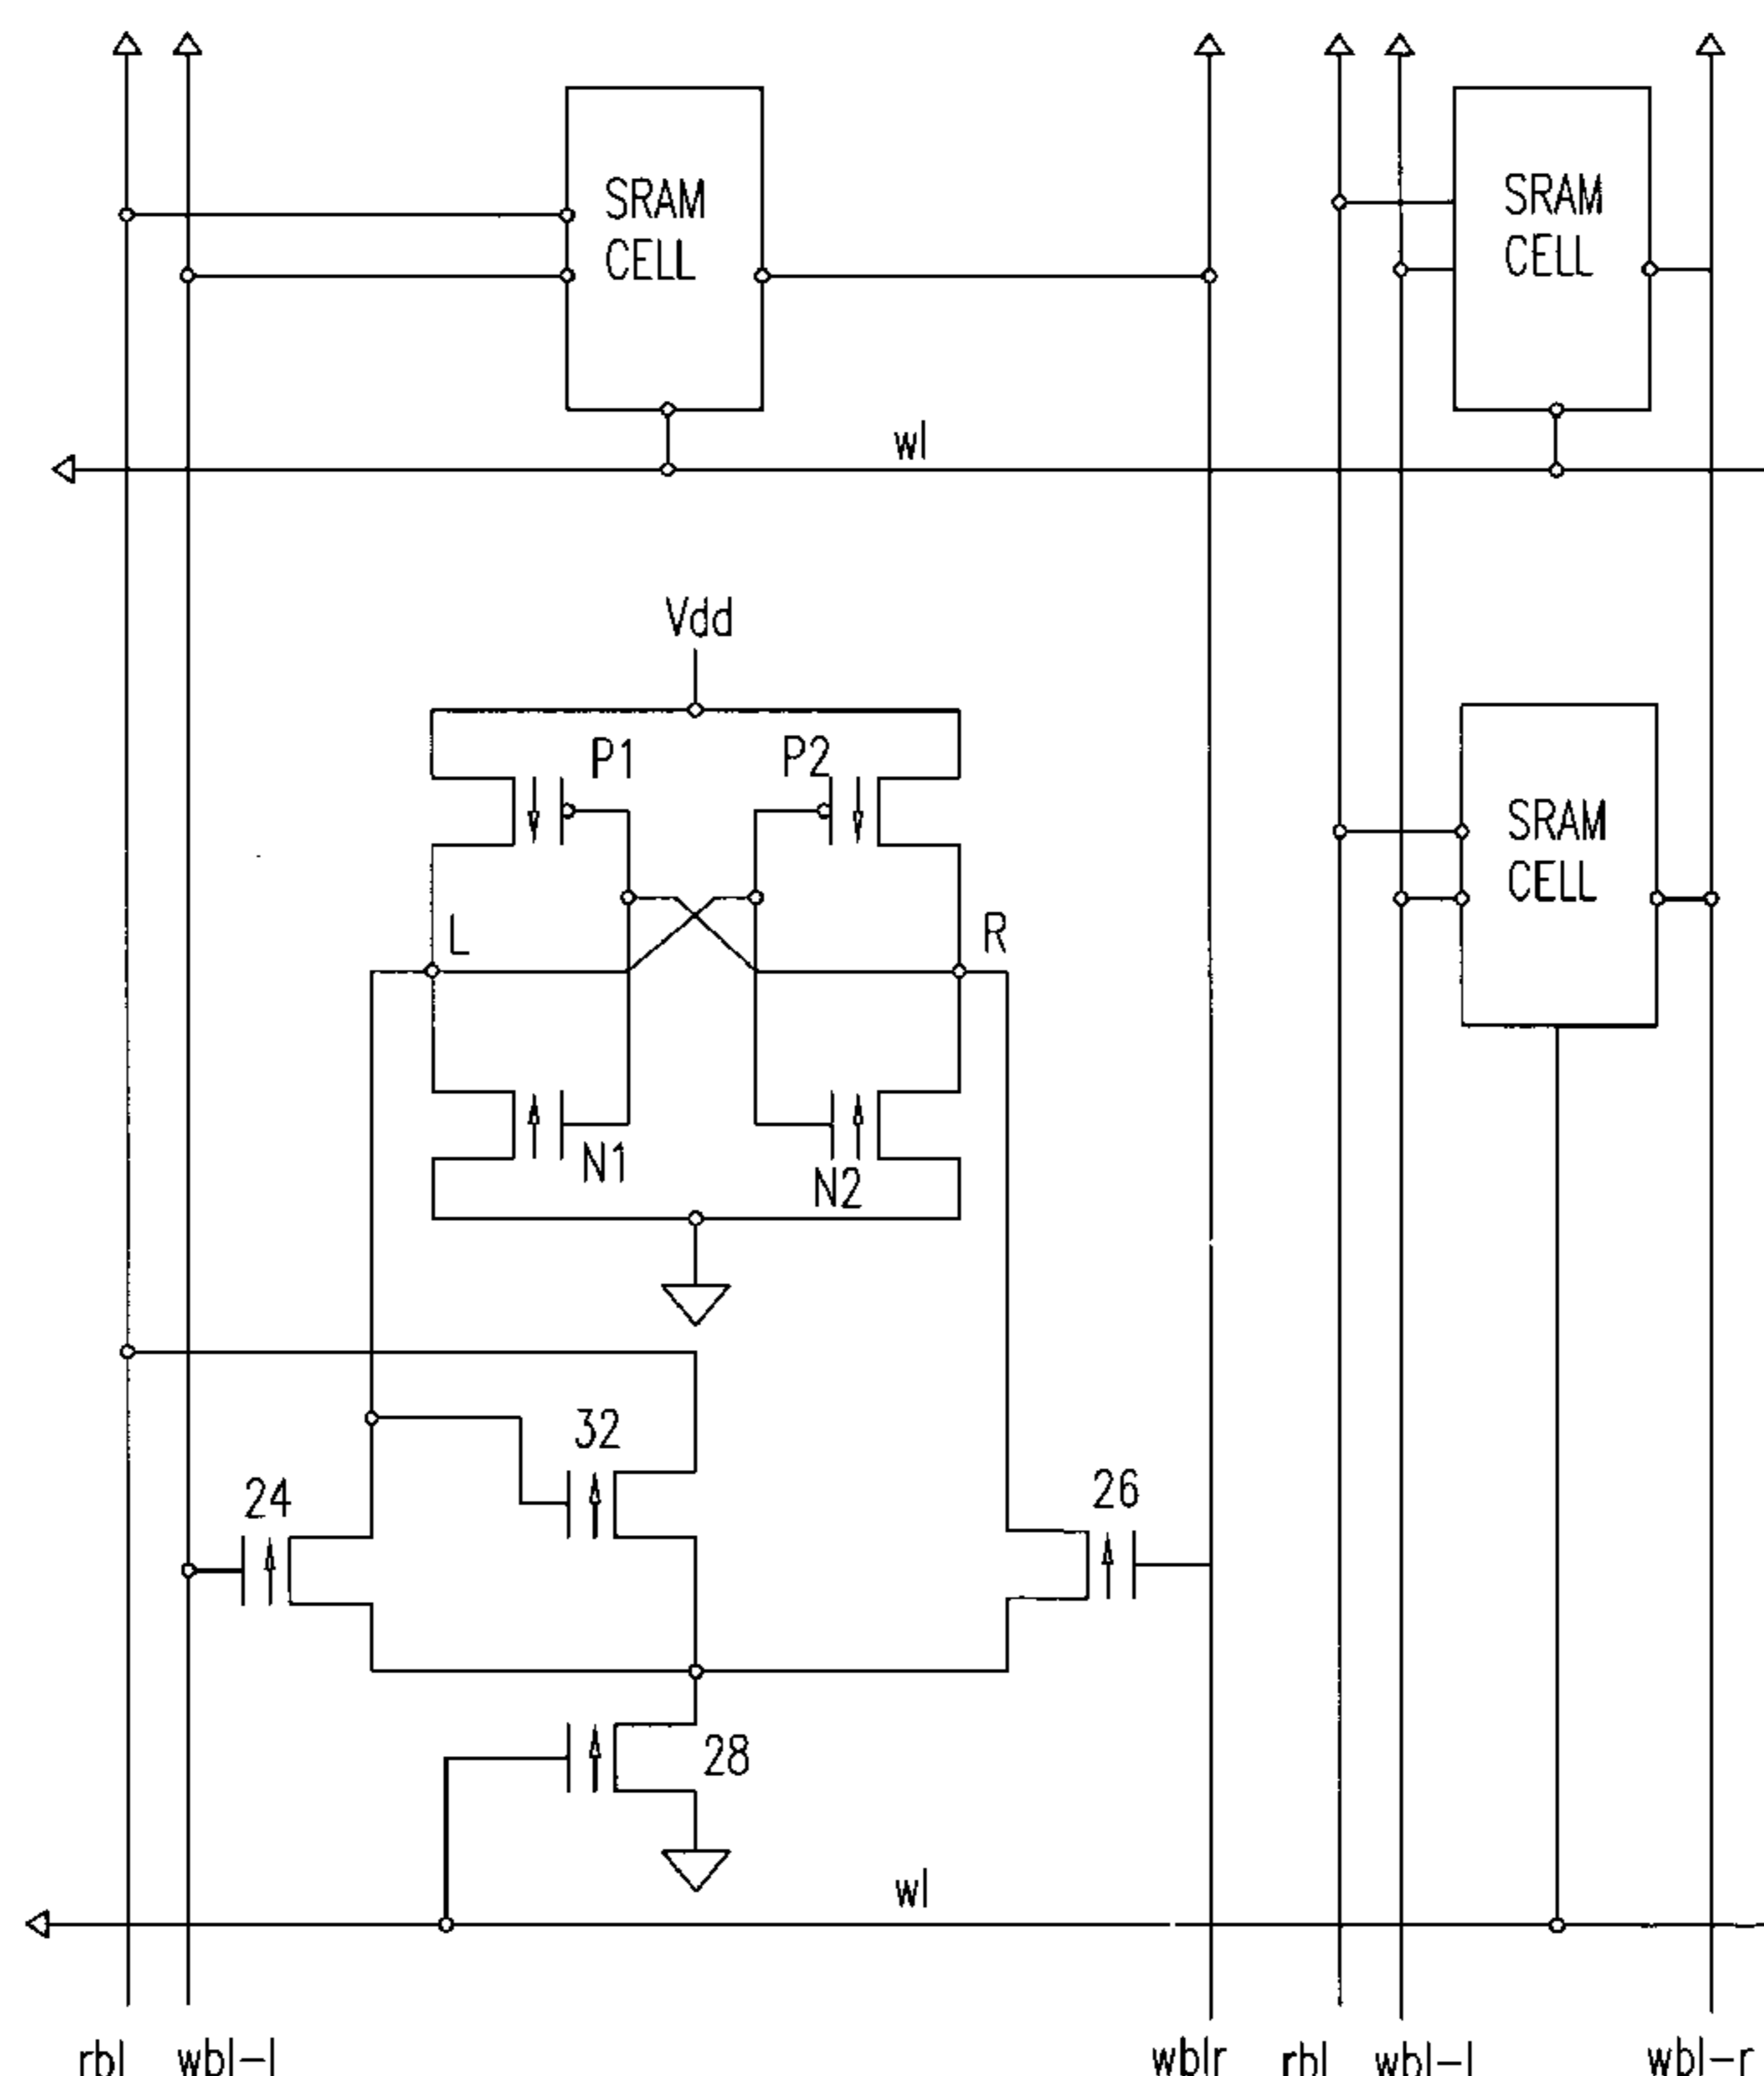 SRAM
CELL
SRAM
CELL
wl
Vdd
P1
P2
SRAM
CELL
L
R
N1
N2
32
24
26
28
wl
rbl
wbl-l
wblr
rbl
wbl-l
wbl-r